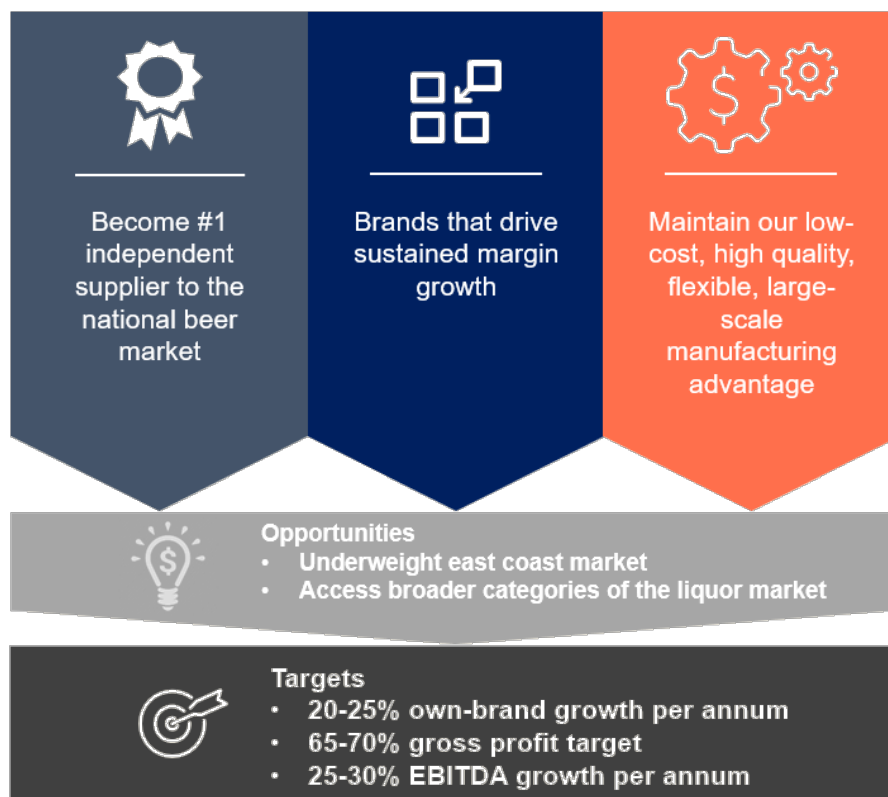 Become #1
independent
supplier to the
national beer
market
Brands that drive
sustained margin
growth
Maintain our low-
cost, high quality,
flexible, large-
scale
manufacturing
advantage
Opportunities
• Underweight east coast market
• Access broader categories of the liquor market
Targets
• 20-25% own-brand growth per annum
• 65-70% gross profit target
• 25-30% EBITDA growth per annum